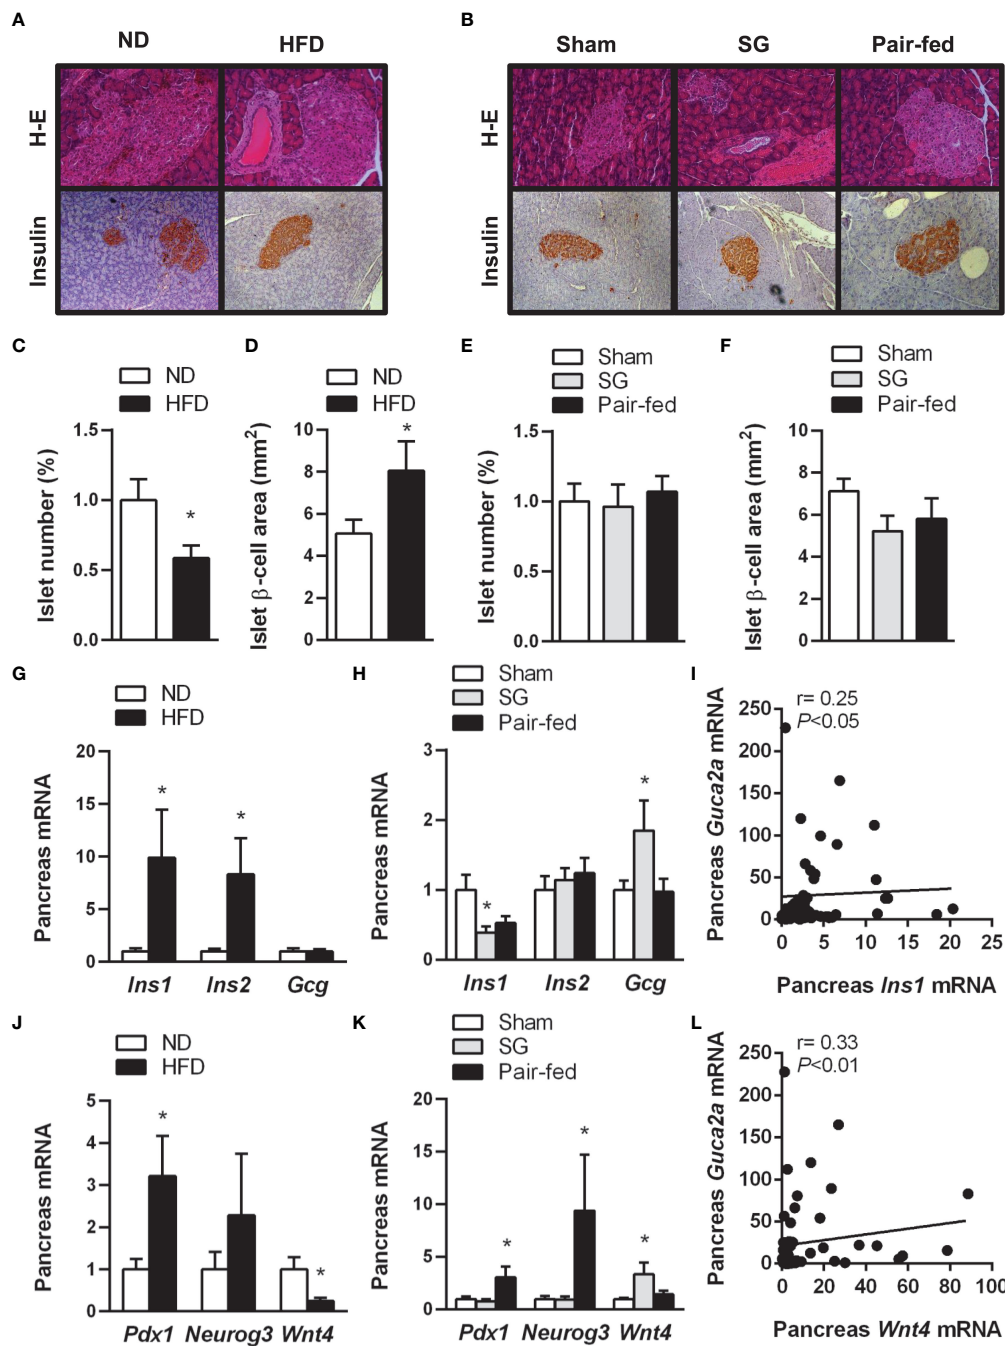 A
ND
HFD
H-E
Insulin
B
Sham
SG
Pair-fed
H-E
Insulin
C
ND
HFD
Islet number (%)
1.5
1.0
0.5
0.0
*
D
ND
HFD
Islet β-cell area (mm²)
10
8
6
4
2
0
*
E
Sham
SG
Pair-fed
Islet number (%)
1.5
1.0
0.5
0.0
F
Sham
SG
Pair-fed
Islet β-cell area (mm²)
10
8
6
4
2
0
G
ND
HFD
Pancreas mRNA
20
15
10
5
0
*
*
Ins1 Ins2 Gcg
H
Sham
SG
Pair-fed
Pancreas mRNA
3
2
1
0
*
*
Ins1 Ins2 Gcg
I
r= 0.25
P<0.05
Pancreas Guca2a mRNA
250
200
150
100
50
0
0 5 10 15 20 25
Pancreas Ins1 mRNA
J
ND
HFD
Pancreas mRNA
5
4
3
2
1
0
*
*
Pdx1 Neurog3 Wnt4
K
Sham
SG
Pair-fed
Pancreas mRNA
20
15
10
5
0
*
*
*
Pdx1 Neurog3 Wnt4
L
r= 0.33
P<0.01
Pancreas Guca2a mRNA
250
200
150
100
50
0
0 20 40 60 80 100
Pancreas Wnt4 mRNA